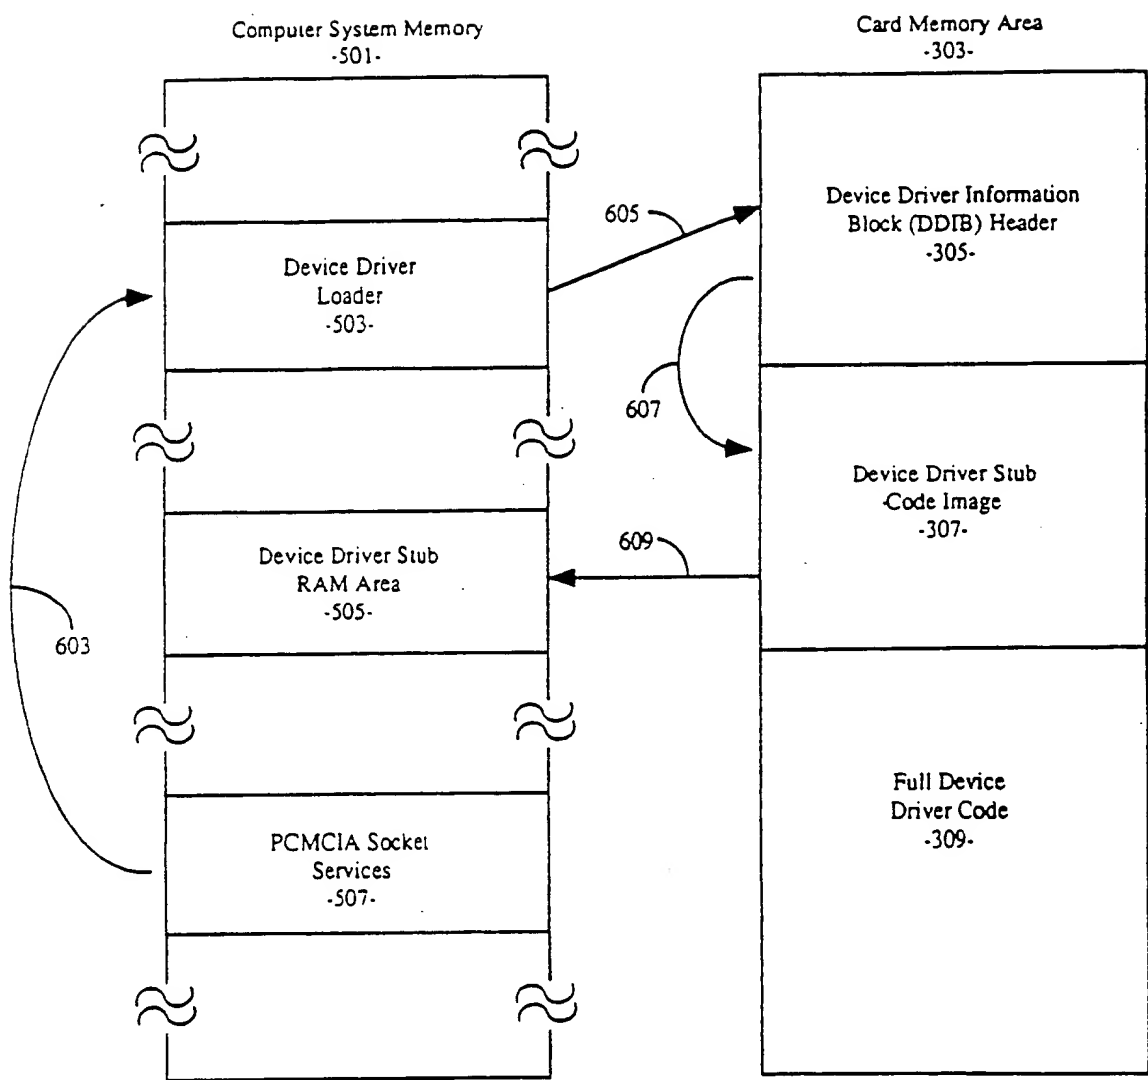 Computer System Memory
-501-
Card Memory Area
-303-
605
Device Driver Information
Block (DDIB) Header
-305-
Device Driver
Loader
-503-
607
Device Driver Stub
Code Image
-307-
609
Device Driver Stub
RAM Area
-505-
603
Full Device
Driver Code
-309-
PCMCIA Socket
Services
-507-